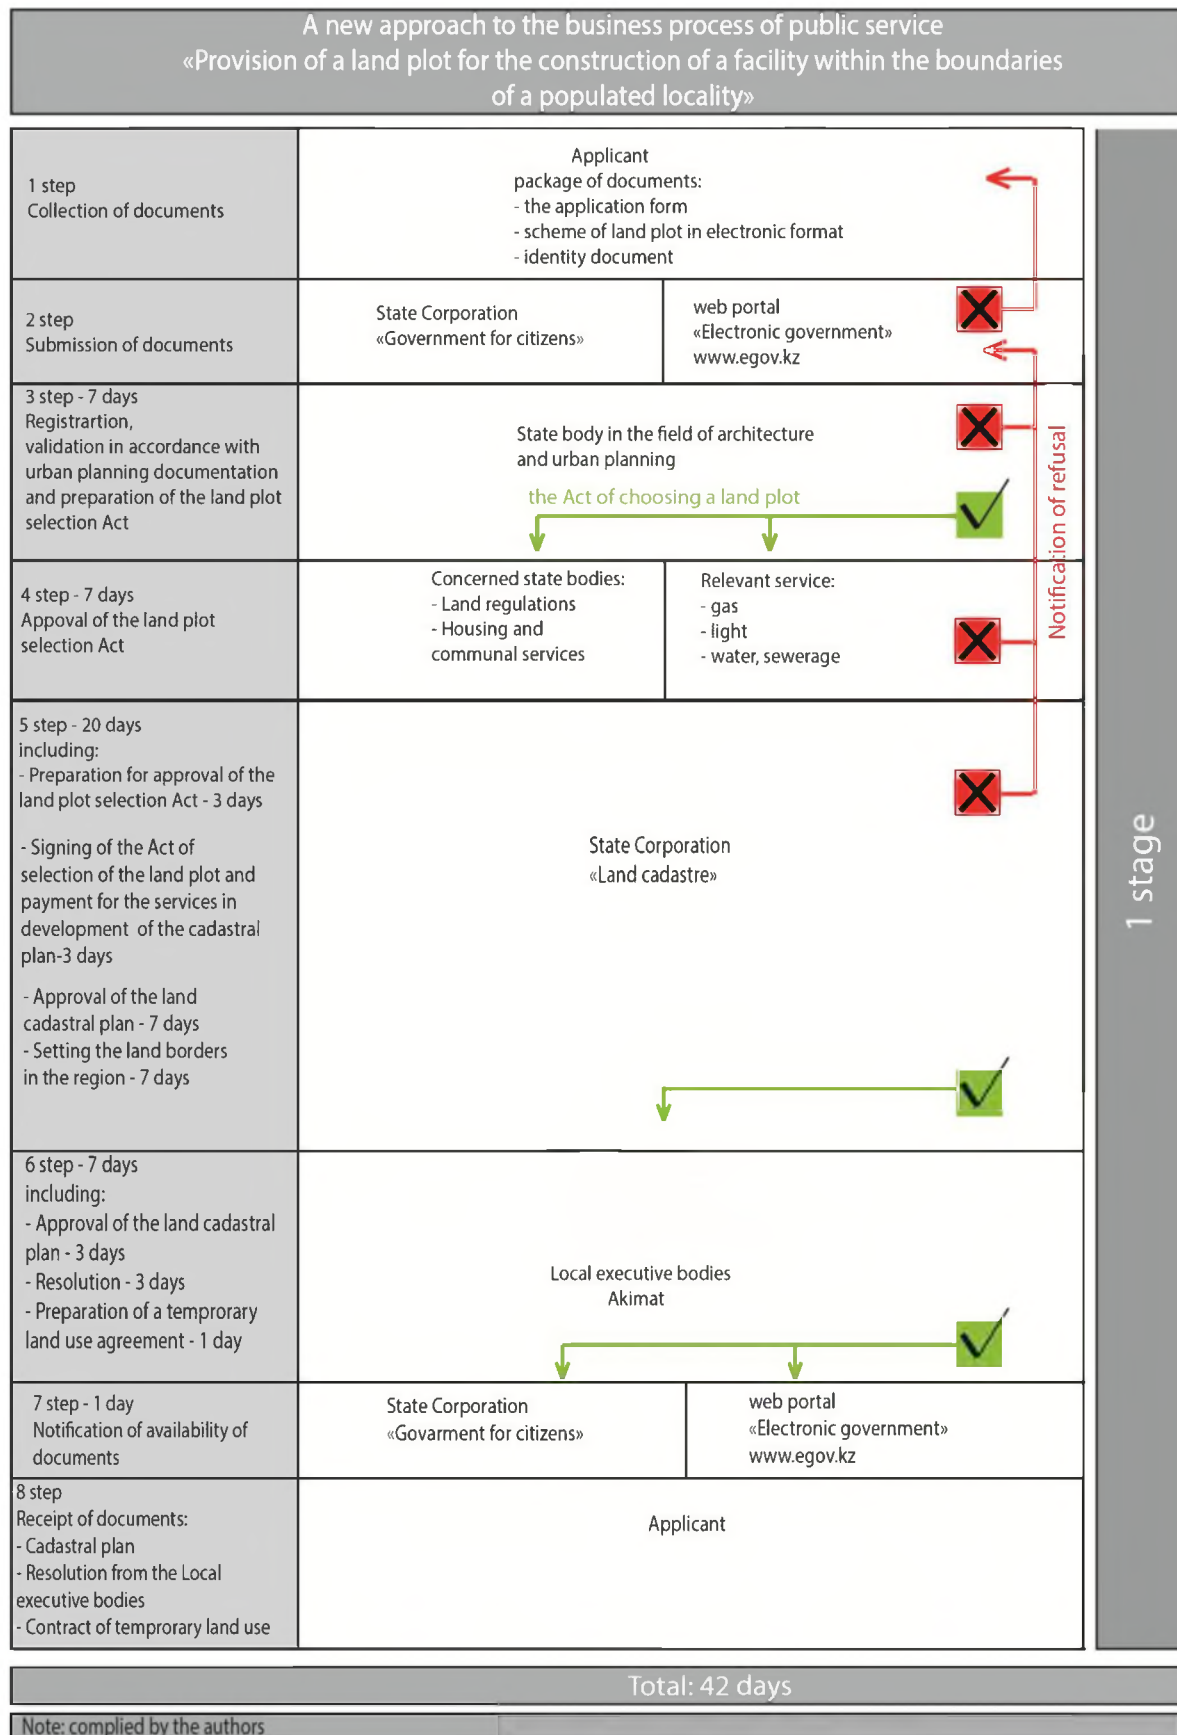 A new approach to the business process of public service
«Provision of a land plot for the construction of a facility within the boundaries
of a populated locality»
1 step
Collection of documents
Applicant
package of documents:
- the application form
- scheme of land plot in electronic format
- identity document
2 step
Submission of documents
State Corporation
«Government for citizens»
web portal
«Electronic government»
www.egov.kz
3 step - 7 days
Registrartion,
validation in accordance with
urban planning documentation
and preparation of the land plot
selection Act
State body in the field of architecture
and urban planning
the Act of choosing a land plot
Notification of refusal
4 step - 7 days
Appoval of the land plot
selection Act
Concerned state bodies:
- Land regulations
- Housing and
communal services
Relevant service:
- gas
- light
- water, sewerage
5 step - 20 days
including:
- Preparation for approval of the
land plot selection Act - 3 days
- Signing of the Act of
selection of the land plot and
payment for the services in
development of the cadastral
plan-3 days
- Approval of the land
cadastral plan - 7 days
- Setting the land borders
in the region - 7 days
State Corporation
«Land cadastre»
1 stage
6 step - 7 days
including:
- Approval of the land cadastral
plan - 3 days
- Resolution - 3 days
- Preparation of a temprorary
land use agreement - 1 day
Local executive bodies
Akimat
7 step - 1 day
Notification of availability of
documents
State Corporation
«Govarment for citizens»
web portal
«Electronic government»
www.egov.kz
8 step
Receipt of documents:
- Cadastral plan
- Resolution from the Local
executive bodies
- Contract of temprorary land use
Applicant
Total: 42 days
Note: complied by the authors